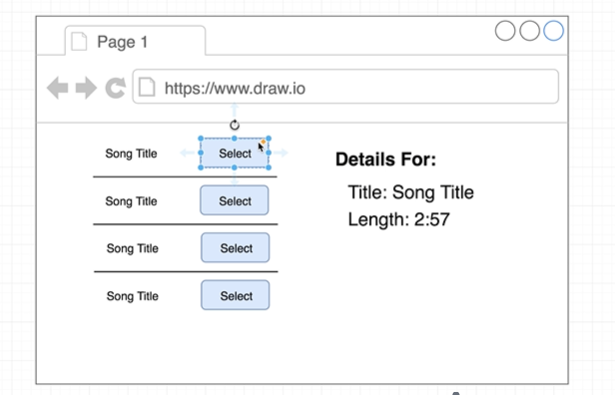 Page 1
https://www.draw.io
Song Title Select
Song Title Select
Song Title Select
Song Title Select
Details For:
Title: Song Title
Length: 2:57